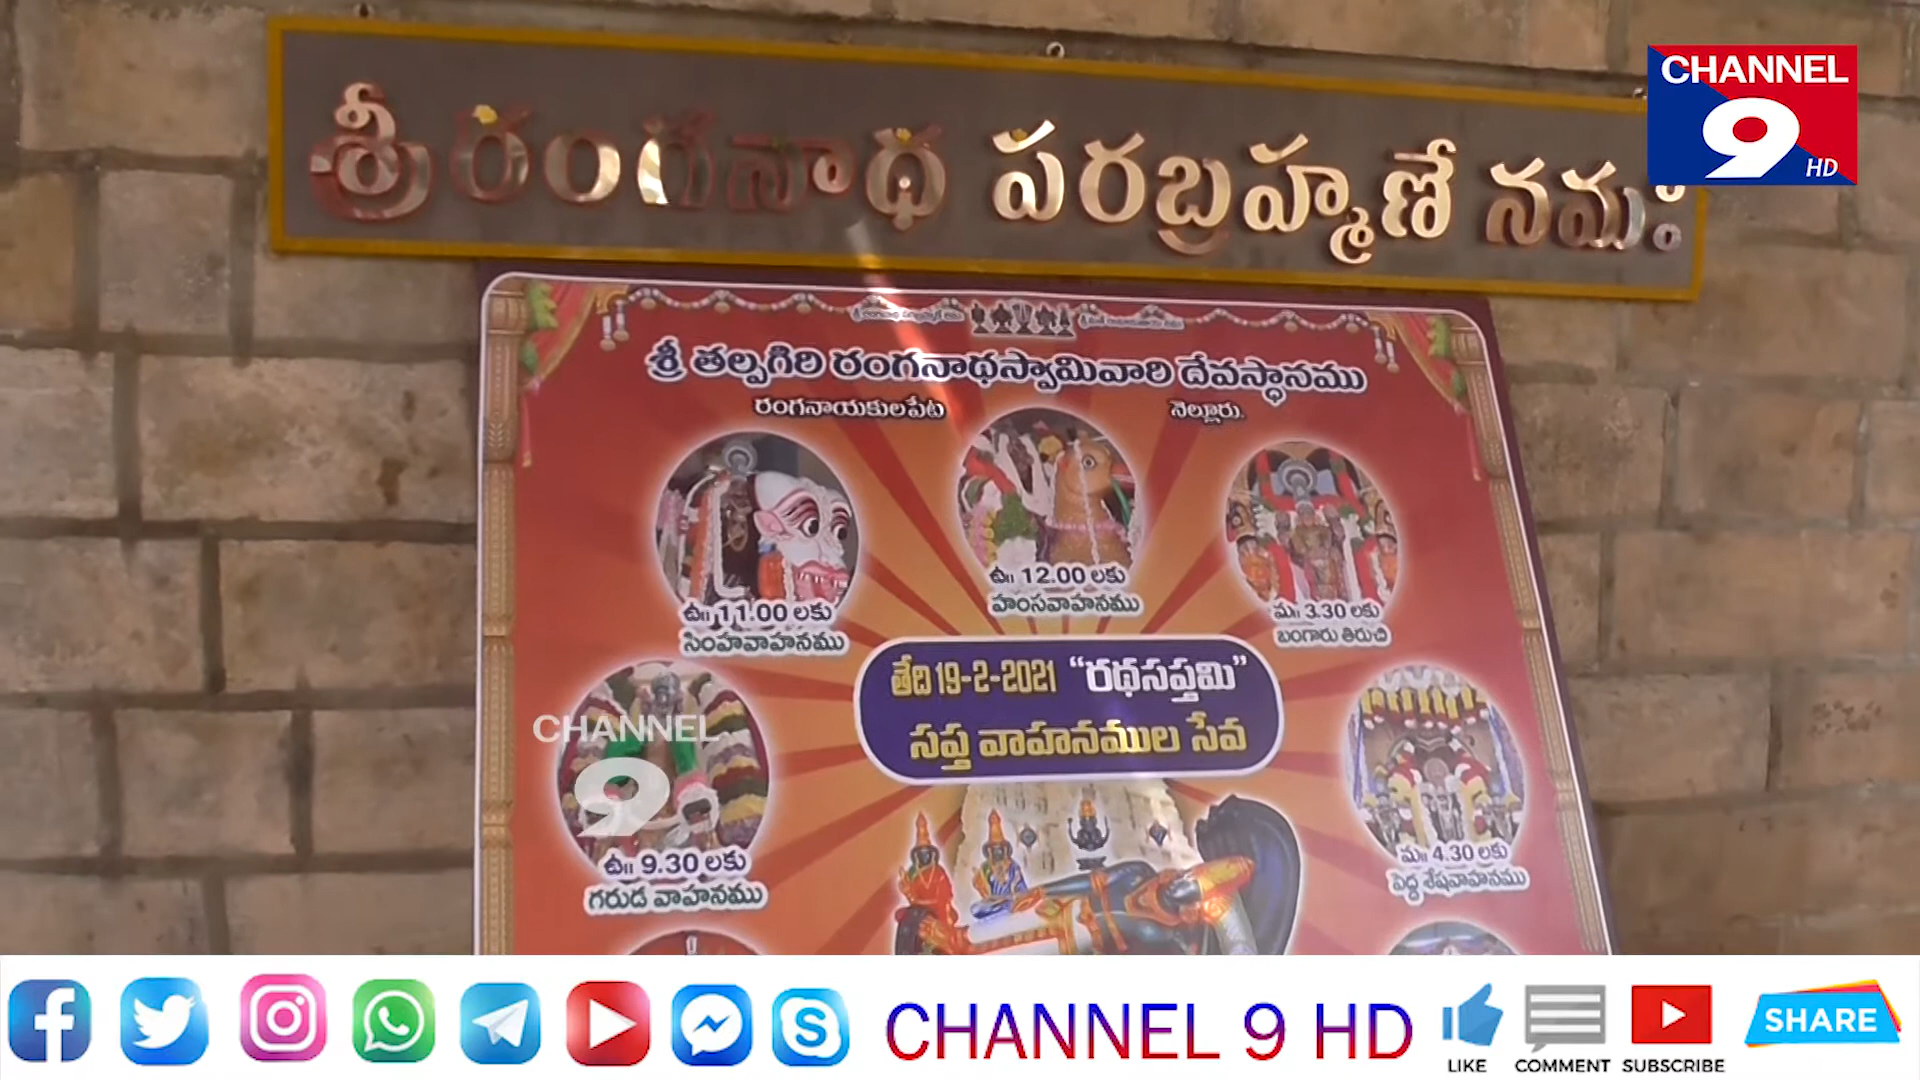 శ్రీరంగనాథ పరబ్రహ్మణే నమః
CHANNEL
9
HD
శ్రీ తల్పగిరి రంగనాథస్వామివారి దేవస్థానము
రంగనాయకులపేట నెల్లూరు.
ఉ॥ 12.00 లకు
హంసవాహనము
ఉ॥ 11.00 లకు
సింహవాహనము
మ॥ 3.30 లకు
బంగారు తిరుచి
తేది 19-2-2021 “రథసప్తమి”
సప్త వాహనముల సేవ
CHANNEL
9
ఉ॥ 9.30 లకు
గరుడ వాహనము
మ॥ 4.30 లకు
పెద్ద శేషవాహనము
CHANNEL 9 HD
LIKE
COMMENT
SUBSCRIBE
SHARE